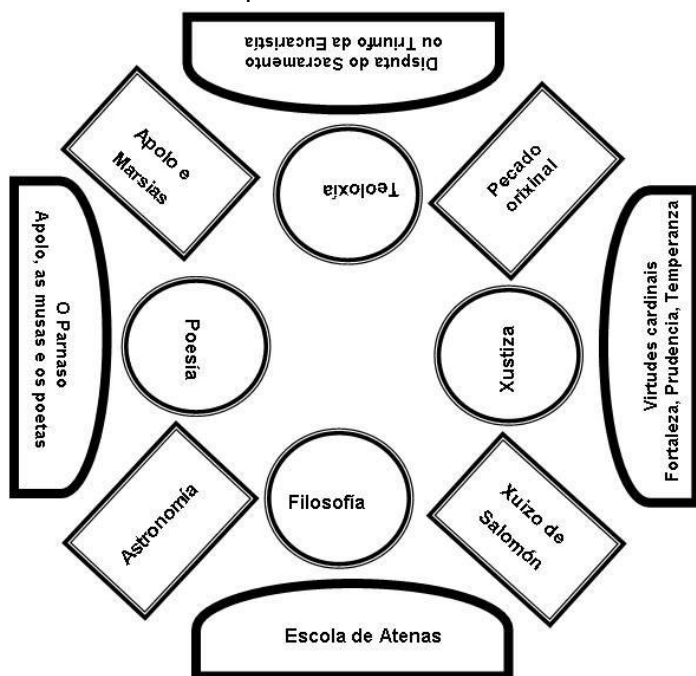 Disputa do Sacramento
ou Triunfo da Eucaristía
Apolo e
Marsias
Teoloxía
Pecado
orixinal
O Parnaso
Apolo, as musas e os poetas
Poesía
Xustiza
Virtudes cardinais
Fortaleza, Prudencia, Temperanza
Astronomía
Filosofía
Xuizo de
Salomón
Escola de Atenas